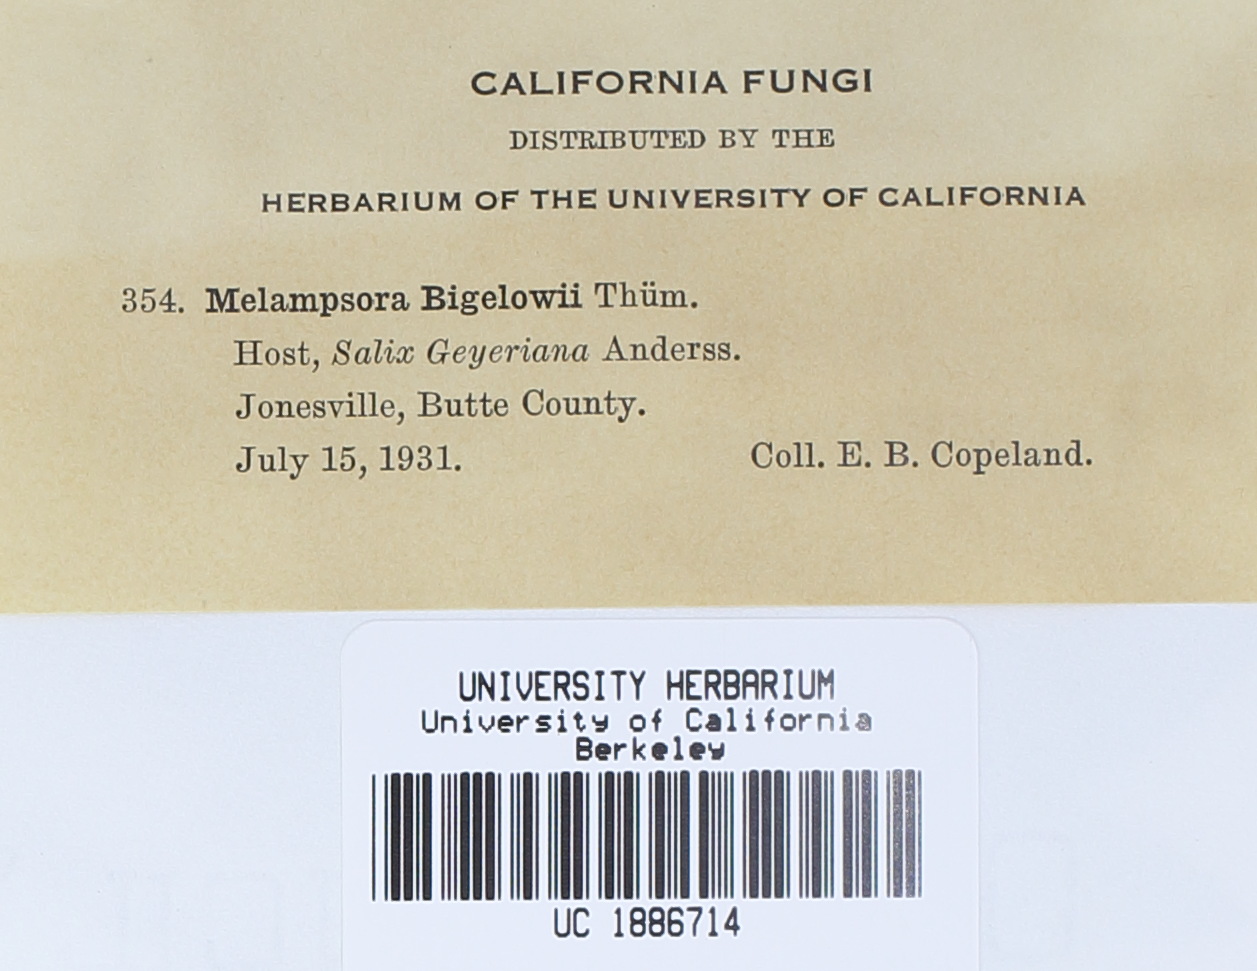 CALIFORNIA FUNGI
DISTRIBUTED BY THE
HERBARIUM OF THE UNIVERSITY OF CALIFORNIA
354. Melampsora Bigelowii Thüm.
Host, Salix Geyeriana Anderss.
Jonesville, Butte County.
July 15, 1931. Coll. E. B. Copeland.
UNIVERSITY HERBARIUM
University of California
Berkeley
UC 1886714